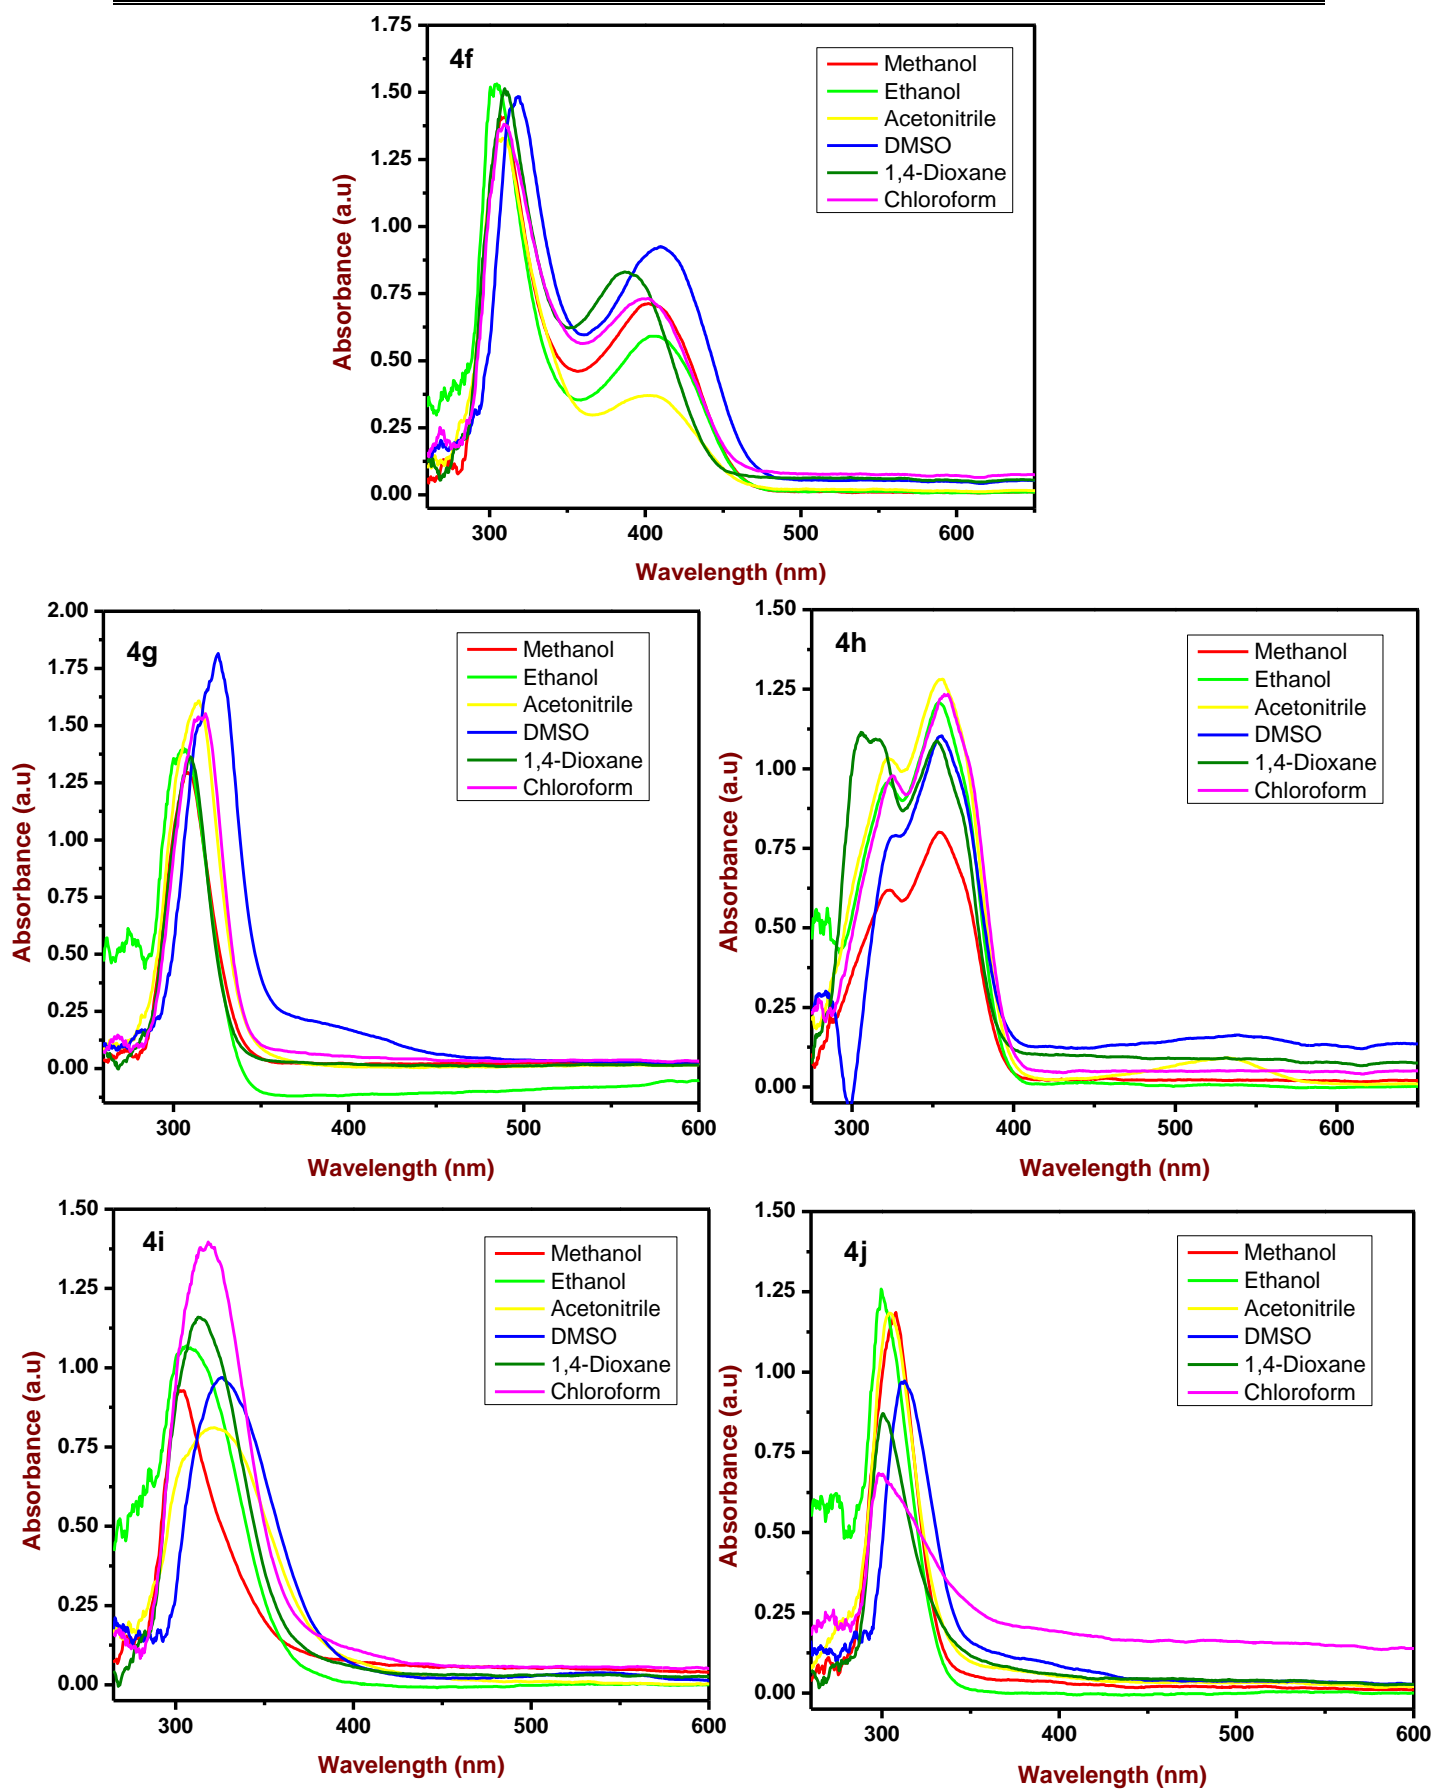 4f
Methanol
Ethanol
Acetonitrile
DMSO
1,4-Dioxane
Chloroform
1.75
1.50
1.25
1.00
0.75
0.50
0.25
0.00
Absorbance (a.u)
300 400 500 600
Wavelength (nm)
4g
Methanol
Ethanol
Acetonitrile
DMSO
1,4-Dioxane
Chloroform
2.00
1.75
1.50
1.25
1.00
0.75
0.50
0.25
0.00
Absorbance (a.u)
300 400 500 600
Wavelength (nm)
4h
Methanol
Ethanol
Acetonitrile
DMSO
1,4-Dioxane
Chloroform
1.50
1.25
1.00
0.75
0.50
0.25
0.00
Absorbance (a.u)
300 400 500 600
Wavelength (nm)
4i
Methanol
Ethanol
Acetonitrile
DMSO
1,4-Dioxane
Chloroform
1.50
1.25
1.00
0.75
0.50
0.25
0.00
Absorbance (a.u)
300 400 500 600
Wavelength (nm)
4j
Methanol
Ethanol
Acetonitrile
DMSO
1,4-Dioxane
Chloroform
1.50
1.25
1.00
0.75
0.50
0.25
0.00
Absorbance (a.u)
300 400 500 600
Wavelength (nm)